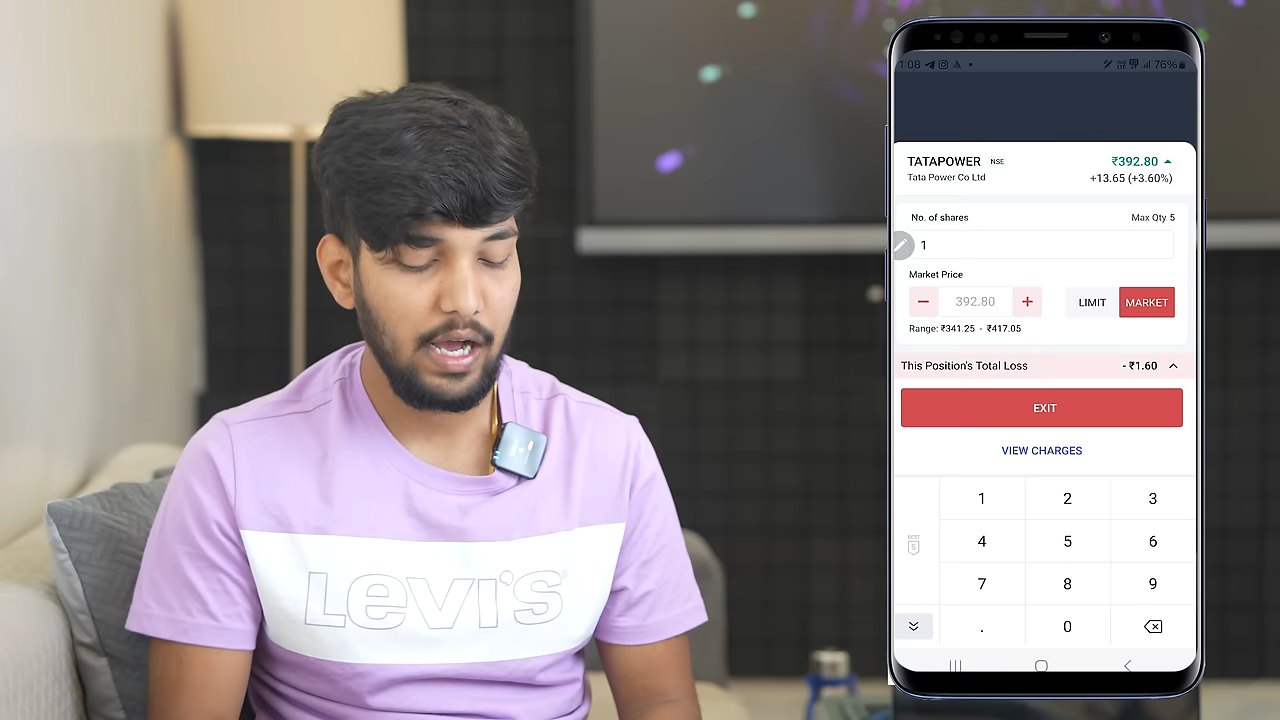 LEVI'S
1:08
76%
TATAPOWER NSE
₹392.80
Tata Power Co Ltd
+13.65 (+3.60%)
No. of shares
Max Qty 5
1
Market Price
− 392.80 +
LIMIT MARKET
Range: ₹341.25 - ₹417.05
This Position's Total Loss
- ₹1.60
EXIT
VIEW CHARGES
1 2 3
4 5 6
7 8 9
. 0